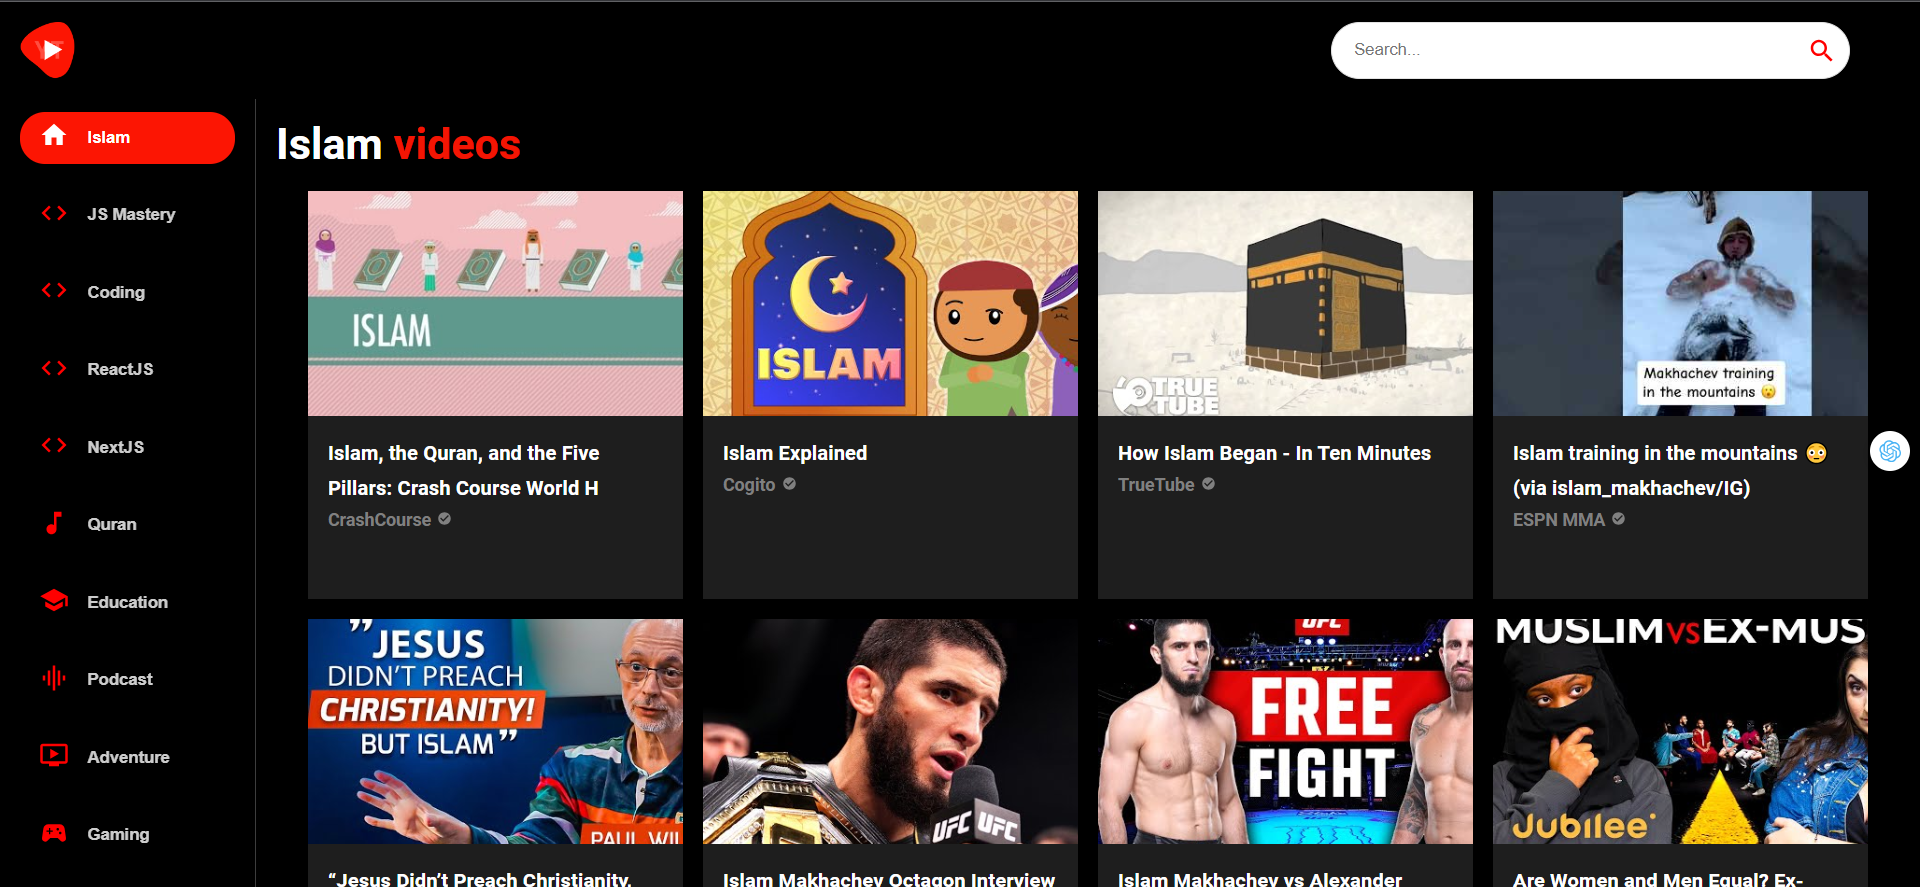 YT
Search...
Islam
JS Mastery
Coding
ReactJS
NextJS
Quran
Education
Podcast
Adventure
Gaming
Islam videos
ISLAM
Islam, the Quran, and the Five
Pillars: Crash Course World H
CrashCourse
ISLAM
Islam Explained
Cogito
TRUE
TUBE
How Islam Began - In Ten Minutes
TrueTube
Makhachev training
in the mountains 😯
Islam training in the mountains 😳
(via islam_makhachev/IG)
ESPN MMA
”JESUS
DIDN’T PREACH
CHRISTIANITY!
BUT ISLAM”
PAUL WIL
“Jesus Didn’t Preach Christianity,
UFC UFC
Islam Makhachev Octagon Interview
UFC
FREE
FIGHT
Islam Makhachev vs Alexander
MUSLIM VS EX-MUS
Jubilee
Are Women and Men Equal? Ex-